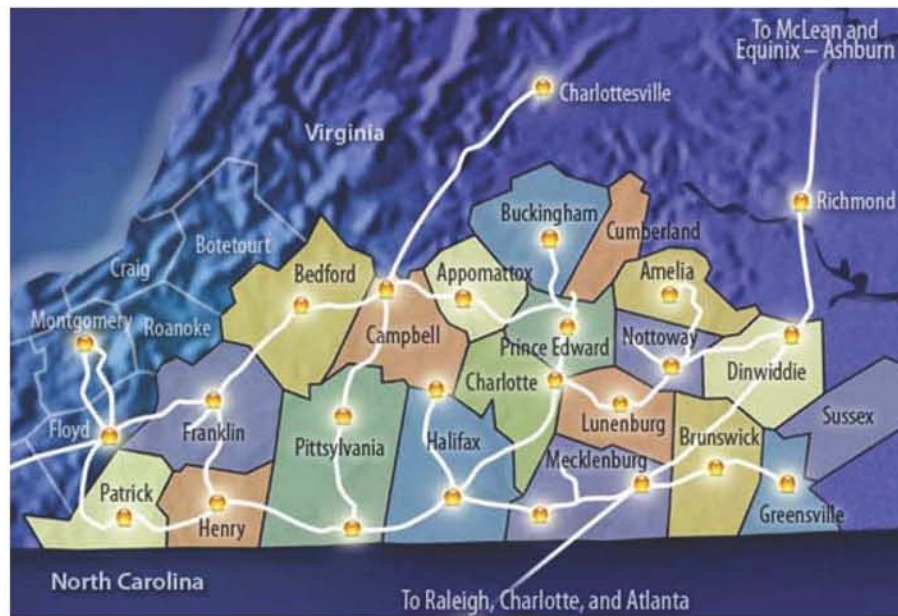 To McLean and
Equinix – Ashburn
Charlottesville
Virginia
Richmond
Buckingham
Cumberland
Botetourt
Craig
Bedford
Appomattox
Amelia
Montgomery
Roanoke
Campbell
Prince Edward
Nottoway
Dinwiddie
Charlotte
Sussex
Floyd
Franklin
Pittsylvania
Halifax
Lunenburg
Brunswick
Mecklenburg
Patrick
Henry
Greensville
North Carolina
To Raleigh, Charlotte, and Atlanta